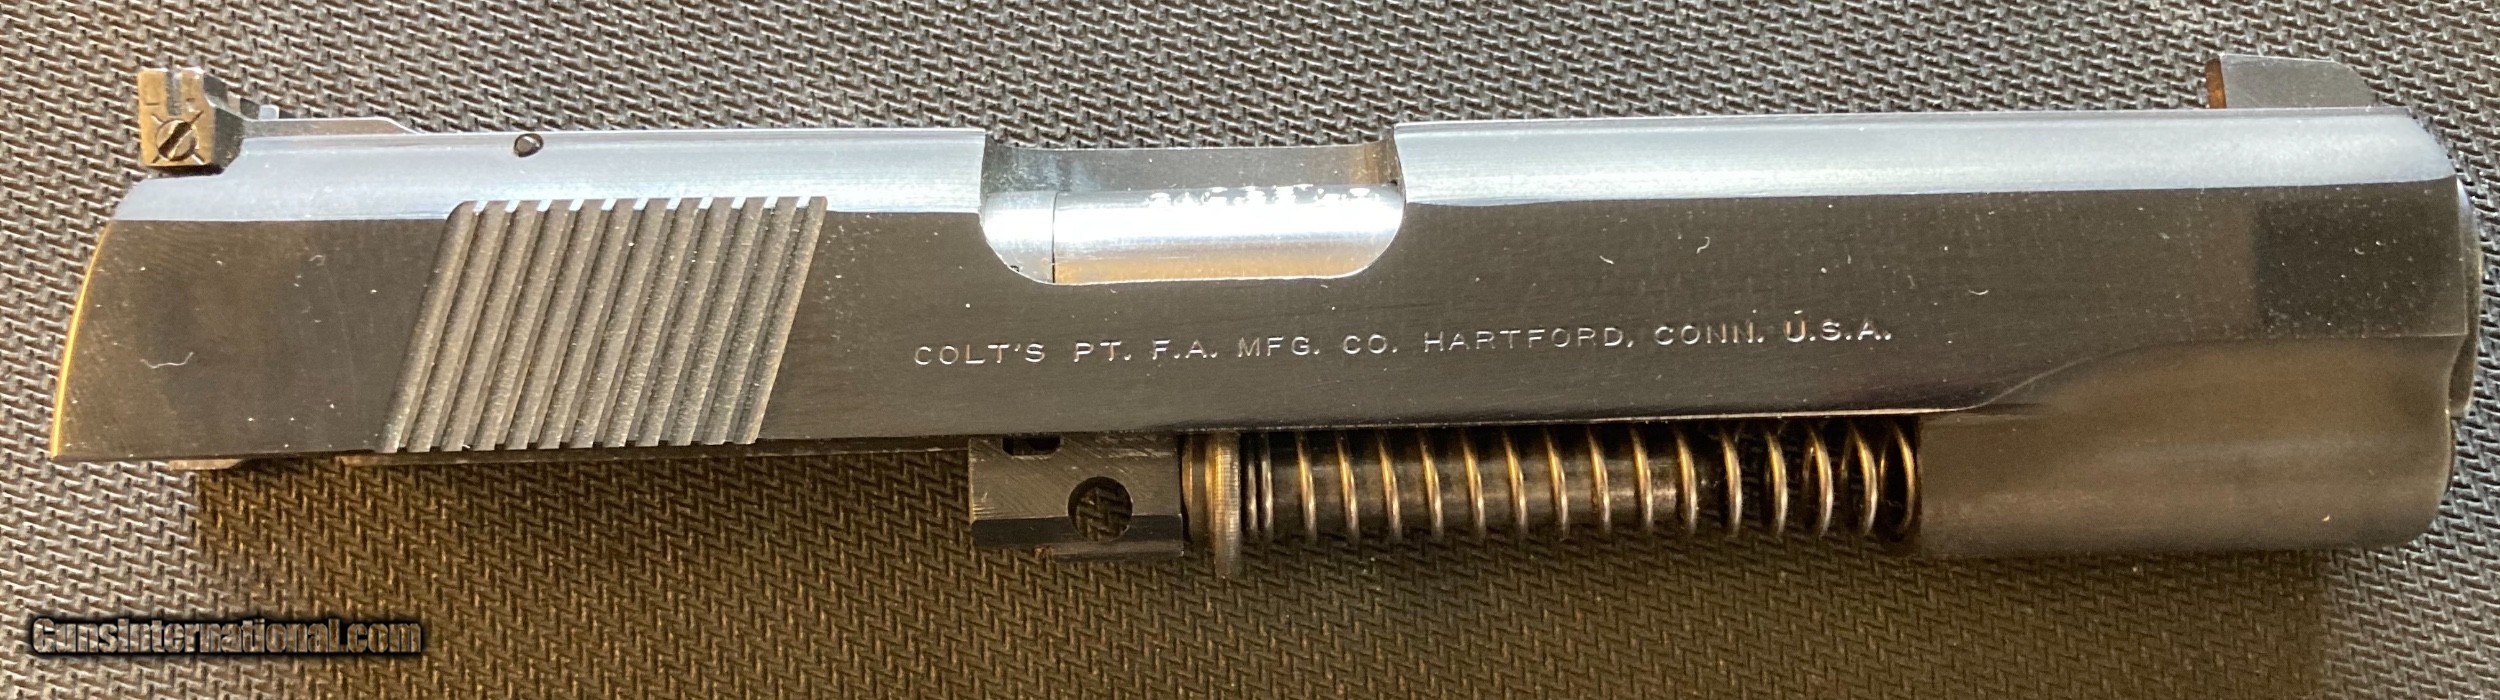 COLT'S PT. F.A. MFG. CO. HARTFORD, CONN. U.S.A.
GunsInternational.com